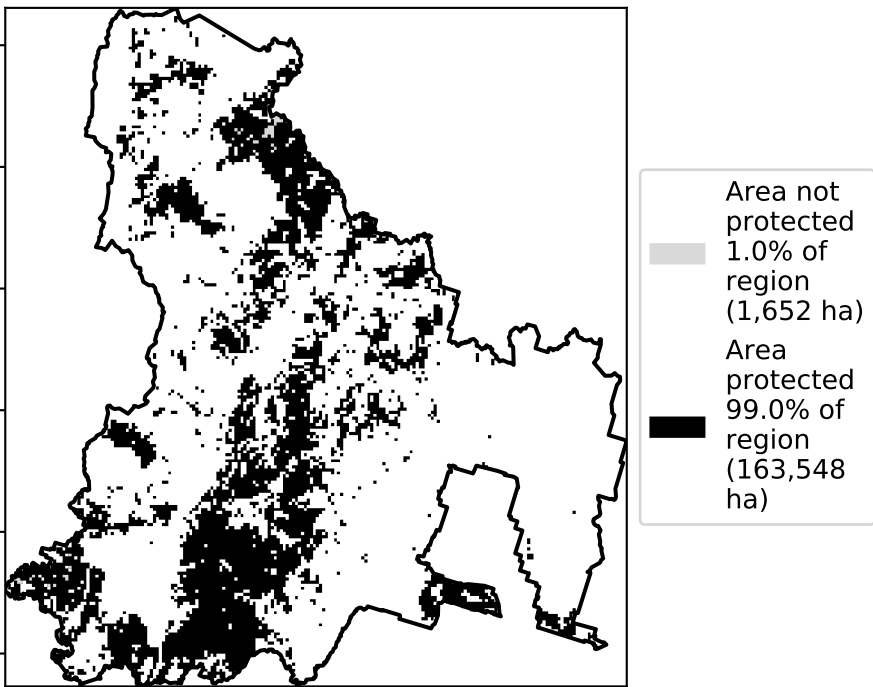 Area not
protected
1.0% of
region
(1,652 ha)
Area
protected
99.0% of
region
(163,548
ha)